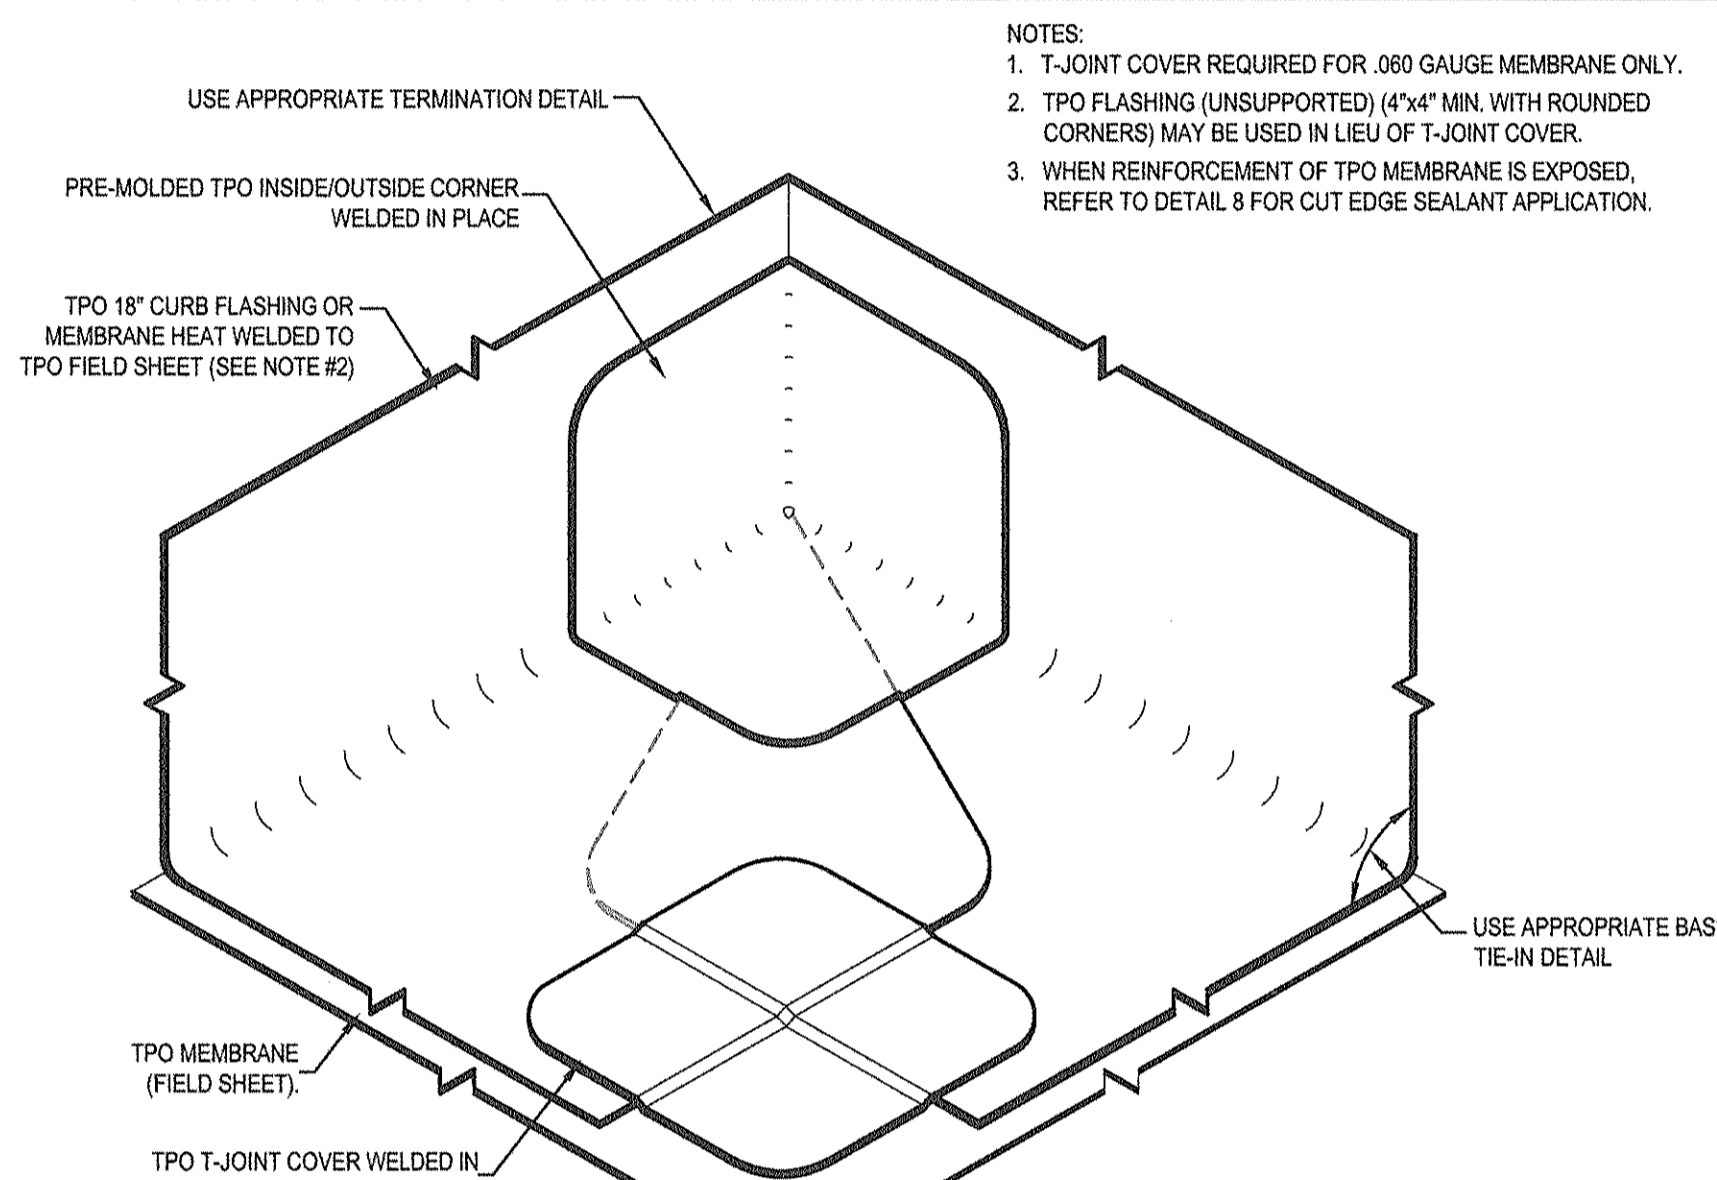 NOTES:
1. T-JOINT COVER REQUIRED FOR .060 GAUGE MEMBRANE ONLY.
2. TPO FLASHING (UNSUPPORTED) (4"x4" MIN. WITH ROUNDED
CORNERS) MAY BE USED IN LIEU OF T-JOINT COVER.
3. WHEN REINFORCEMENT OF TPO MEMBRANE IS EXPOSED,
REFER TO DETAIL 8 FOR CUT EDGE SEALANT APPLICATION.
USE APPROPRIATE TERMINATION DETAIL
PRE-MOLDED TPO INSIDE/OUTSIDE CORNER
WELDED IN PLACE
TPO 18" CURB FLASHING OR
MEMBRANE HEAT WELDED TO
TPO FIELD SHEET (SEE NOTE #2)
USE APPROPRIATE BAS
TIE-IN DETAIL
TPO MEMBRANE
(FIELD SHEET).
TPO T-JOINT COVER WELDED IN